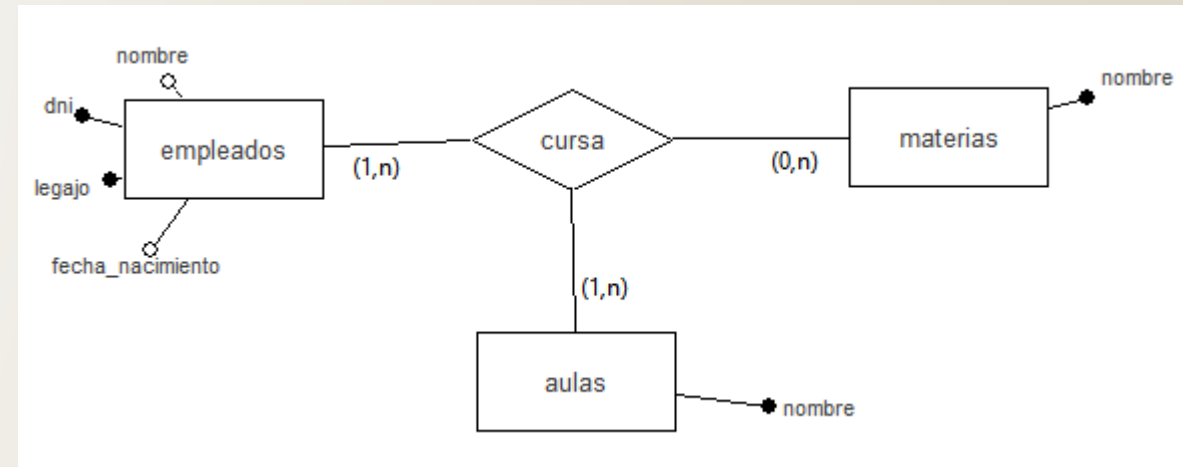 nombre
dni
empleados
legajo
fecha_nacimiento
(1,n)
cursa
(0,n)
materias
nombre
(1,n)
aulas
nombre